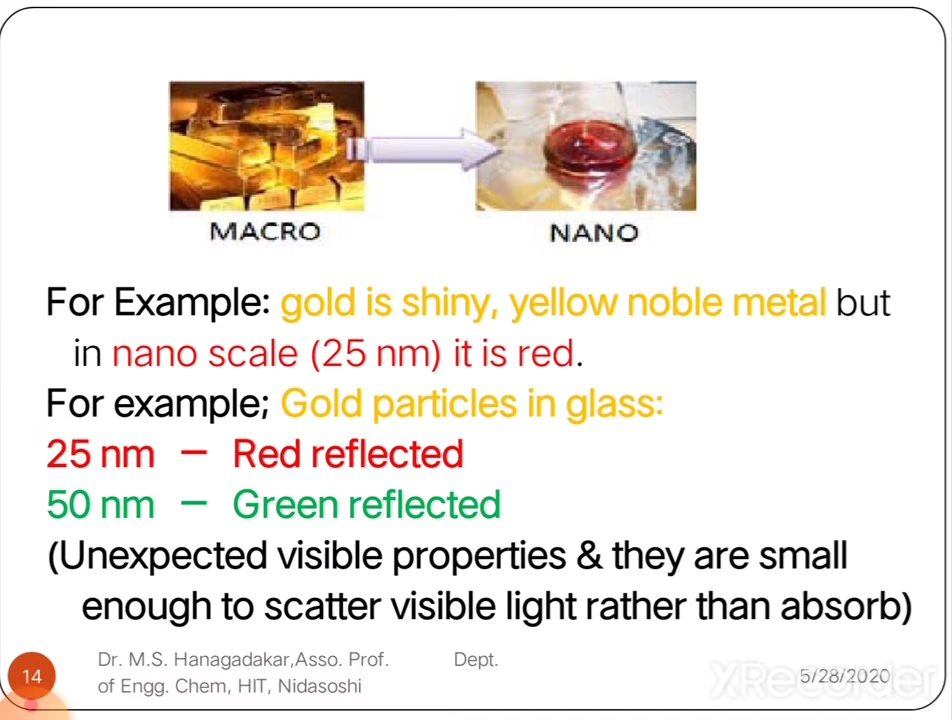 MACRO
NANO
For Example: gold is shiny, yellow noble metal but
in nano scale (25 nm) it is red.
For example; Gold particles in glass:
25 nm – Red reflected
50 nm – Green reflected
(Unexpected visible properties & they are small
enough to scatter visible light rather than absorb)
14
Dr. M.S. Hanagadakar,Asso. Prof. Dept.
of Engg. Chem, HIT, Nidasoshi
5/28/2020
XRecorder